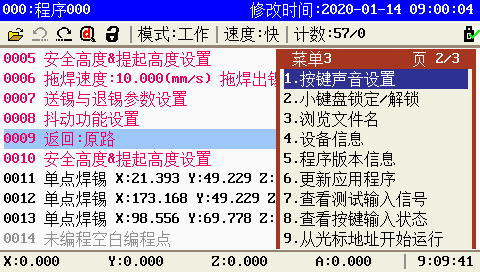 000:程序000 修改时间:2020-01-14 09:00:04
模式:工作 速度:快 计数:57/0
0005 安全高度&提起高度设置
0006 拖焊速度:10.000(mm/s) 拖焊出锡
0007 送锡与退锡参数设置
0008 抖动功能设置
0009 返回:原路
0010 安全高度&提起高度设置
0011 单点焊锡 X:21.393 Y:49.229 Z:
0012 单点焊锡 X:173.168 Y:49.229 Z:
0013 单点焊锡 X:98.556 Y:69.778 Z:
0014 未编程空白编程点
菜单3 页 2/3
1.按键声音设置
2.小键盘锁定/解锁
3.浏览文件名
4.设备信息
5.程序版本信息
6.更新应用程序
7.查看测试输入信号
8.查看按键输入状态
9.从光标地址开始运行
X:0.000 Y:0.000 Z:0.000 A:0.000 9:09:41